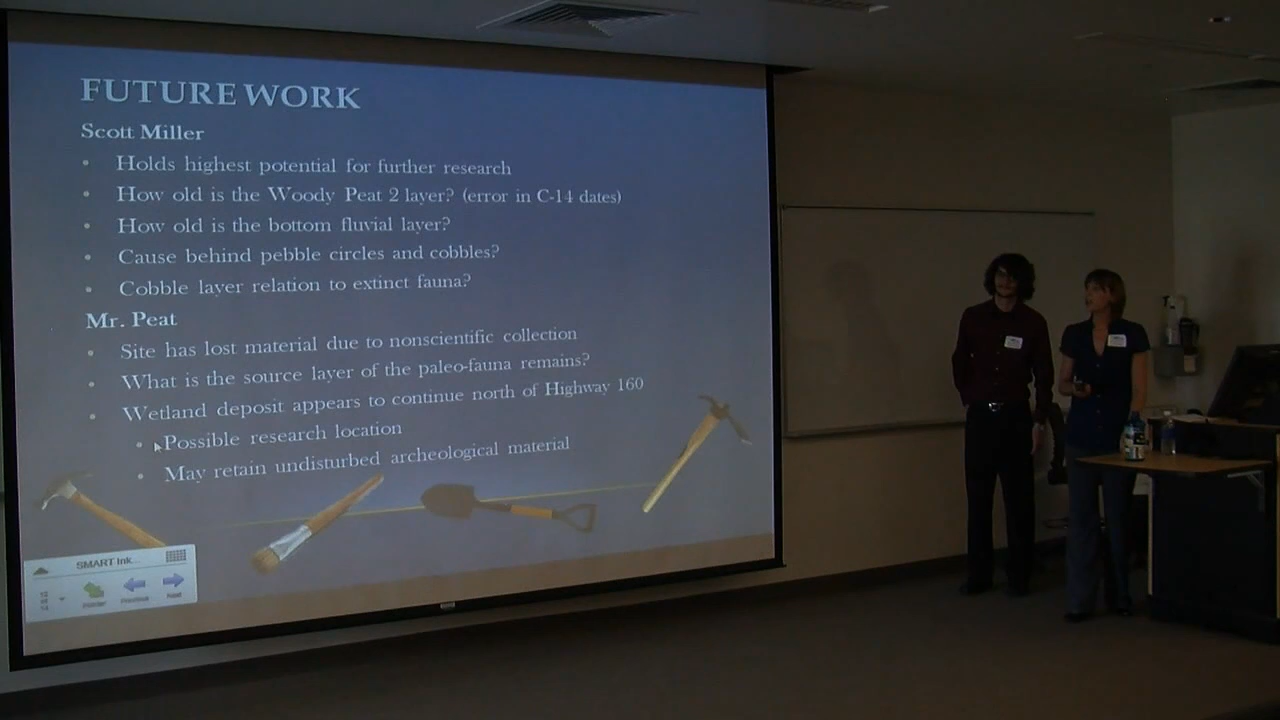 FUTURE WORK
Scott Miller
• Holds highest potential for further research
• How old is the Woody Peat 2 layer? (error in C-14 dates)
• How old is the bottom fluvial layer?
• Cause behind pebble circles and cobbles?
• Cobble layer relation to extinct fauna?
Mr. Peat
• Site has lost material due to nonscientific collection
• What is the source layer of the paleo-fauna remains?
• Wetland deposit appears to continue north of Highway 160
• Possible research location
• May retain undisturbed archeological material
SMART Ink...
Previous
Next